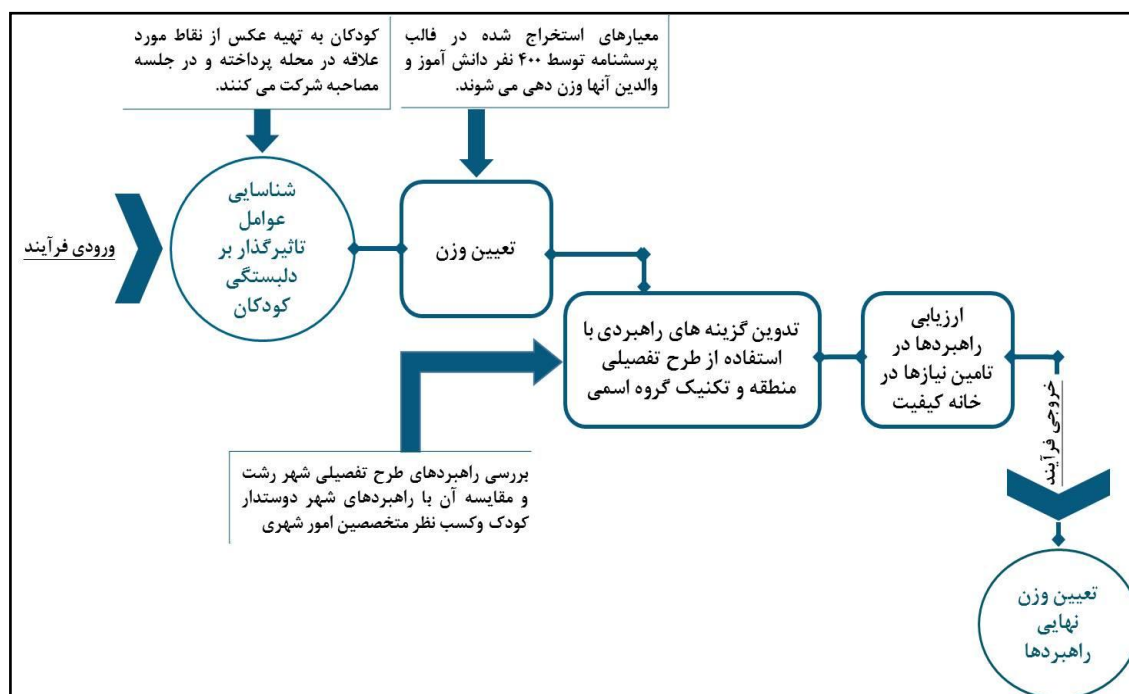 کودکان به تهیه عکس از نقاط مورد
علاقه در محله پرداخته و در جلسه
مصاحبه شرکت می کنند.
معیارهای استخراج شده در قالب
پرسشنامه توسط ۴۰۰ نفر دانش آموز و
والدین آنها وزن دهی می شوند.
ورودی فرآیند
شناسایی
عوامل
تاثیرگذار بر
دلبستگی
کودکان
تعیین وزن
تدوین گزینه های راهبردی با
استفاده از طرح تفصیلی
منطقه و تکنیک گروه اسمی
ارزیابی
راهبردها در
تامین نیازها در
خانه کیفیت
بررسی راهبردهای طرح تفصیلی شهر رشت
و مقایسه آن با راهبردهای شهر دوستدار
کودک وکسب نظر متخصصین امور شهری
خروجی فرآیند
تعیین وزن
نهایی
راهبردها